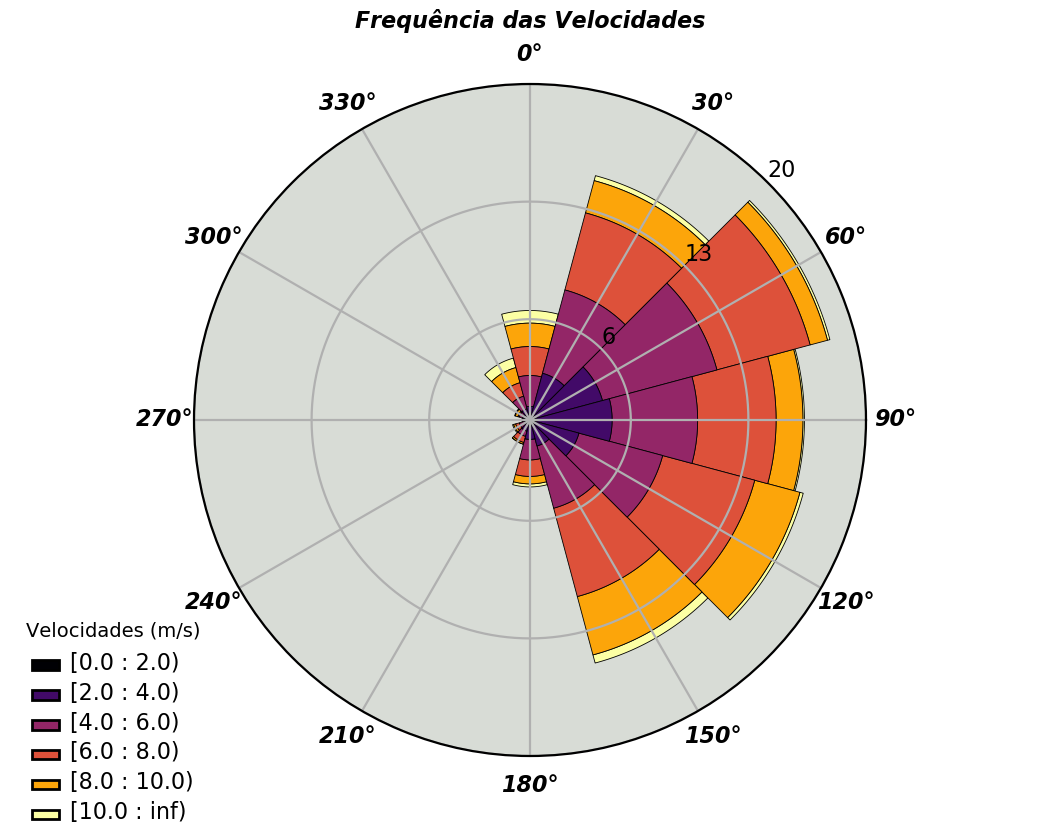 Frequência das Velocidades
0°
330°
30°
20
300°
60°
13
6
270°
90°
240°
120°
210°
150°
180°
Velocidades (m/s)
[0.0 : 2.0)
[2.0 : 4.0)
[4.0 : 6.0)
[6.0 : 8.0)
[8.0 : 10.0)
[10.0 : inf)